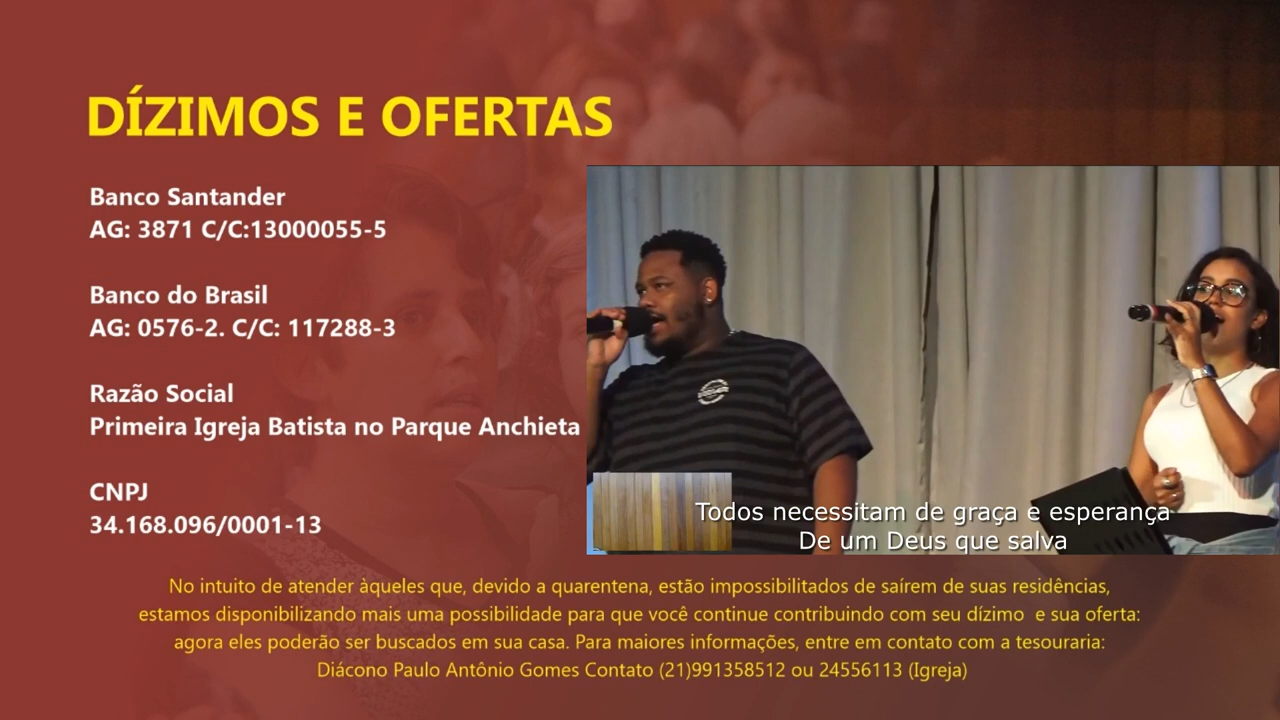 DÍZIMOS E OFERTAS
Banco Santander
AG: 3871 C/C:13000055-5
Banco do Brasil
AG: 0576-2. C/C: 117288-3
Razão Social
Primeira Igreja Batista no Parque Anchieta
CNPJ
34.168.096/0001-13
Todos necessitam de graça e esperança
De um Deus que salva
No intuito de atender àqueles que, devido a quarentena, estão impossibilitados de saírem de suas residências,
estamos disponibilizando mais uma possibilidade para que você continue contribuindo com seu dízimo e sua oferta:
agora eles poderão ser buscados em sua casa. Para maiores informações, entre em contato com a tesouraria:
Diácono Paulo Antônio Gomes Contato (21)991358512 ou 24556113 (Igreja)